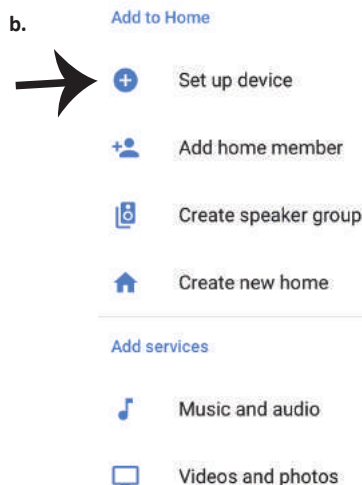 b.
Add to Home
Set up device
Add home member
Create speaker group
Create new home
Add services
Music and audio
Videos and photos